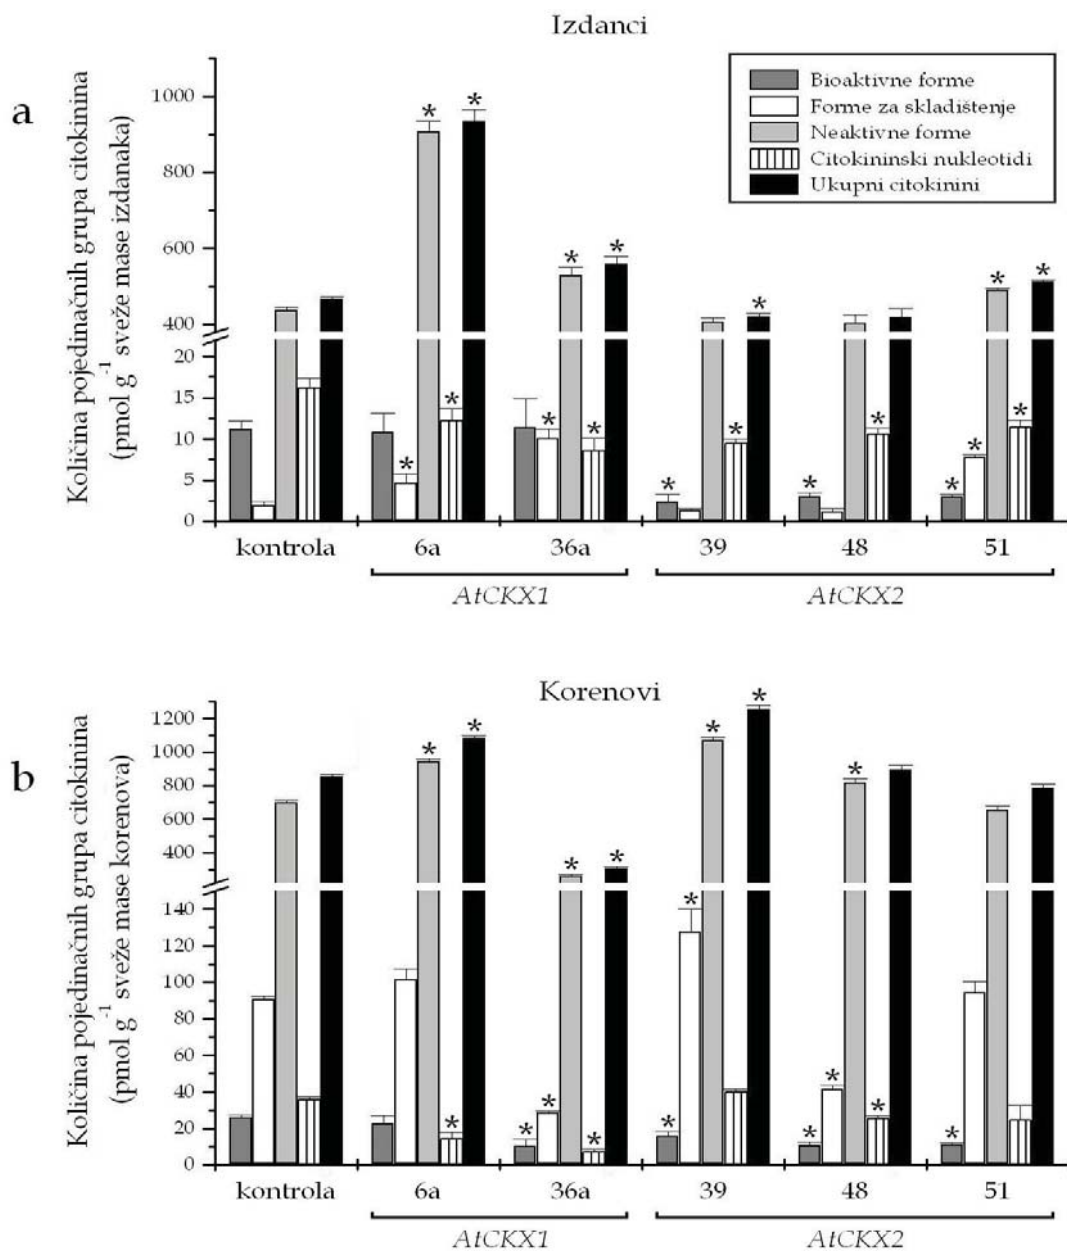 Izdanci
a
Količina pojedinačnih grupa citokinina
(pmol g⁻¹ sveže mase izdanaka)
1000
800
600
400
20
15
10
5
0
Bioaktivne forme
Forme za skladištenje
Neaktivne forme
Citokininski nukleotidi
Ukupni citokinini
* * * * * * * * * * * * * * * * * *
kontrola 6a 36a 39 48 51
AtCKX1 AtCKX2
Korenovi
b
Količina pojedinačnih grupa citokinina
(pmol g⁻¹ sveže mase korenova)
1200
1000
800
600
400
140
120
100
80
60
40
20
0
* * * * * * * * * * * * * * * * *
kontrola 6a 36a 39 48 51
AtCKX1 AtCKX2